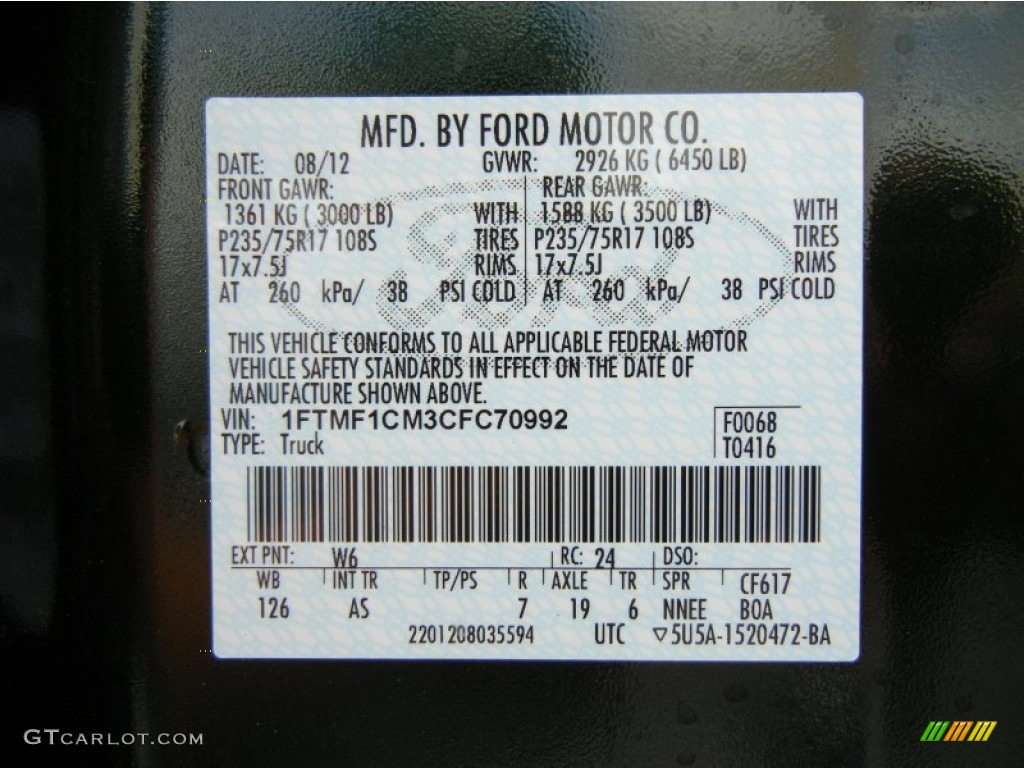 MFD. BY FORD MOTOR CO.
DATE: 08/12 GVWR: 2926 KG ( 6450 LB)
FRONT GAWR: REAR GAWR:
1361 KG ( 3000 LB) WITH 1588 KG ( 3500 LB) WITH
P235/75R17 108S TIRES P235/75R17 108S TIRES
17x7.5J RIMS 17x7.5J RIMS
AT 260 kPa/ 38 PSI COLD AT 260 kPa/ 38 PSI COLD
Ford
THIS VEHICLE CONFORMS TO ALL APPLICABLE FEDERAL MOTOR
VEHICLE SAFETY STANDARDS IN EFFECT ON THE DATE OF
MANUFACTURE SHOWN ABOVE.
VIN: 1FTMF1CM3CFC70992 F0068
TYPE: Truck T0416
EXT PNT: W6 RC: 24 DSO:
WB INT TR TP/PS R AXLE TR SPR CF617
126 AS 7 19 6 NNEE BOA
2201208035594 UTC ▽5U5A-1520472-BA
GTCARLOT.COM